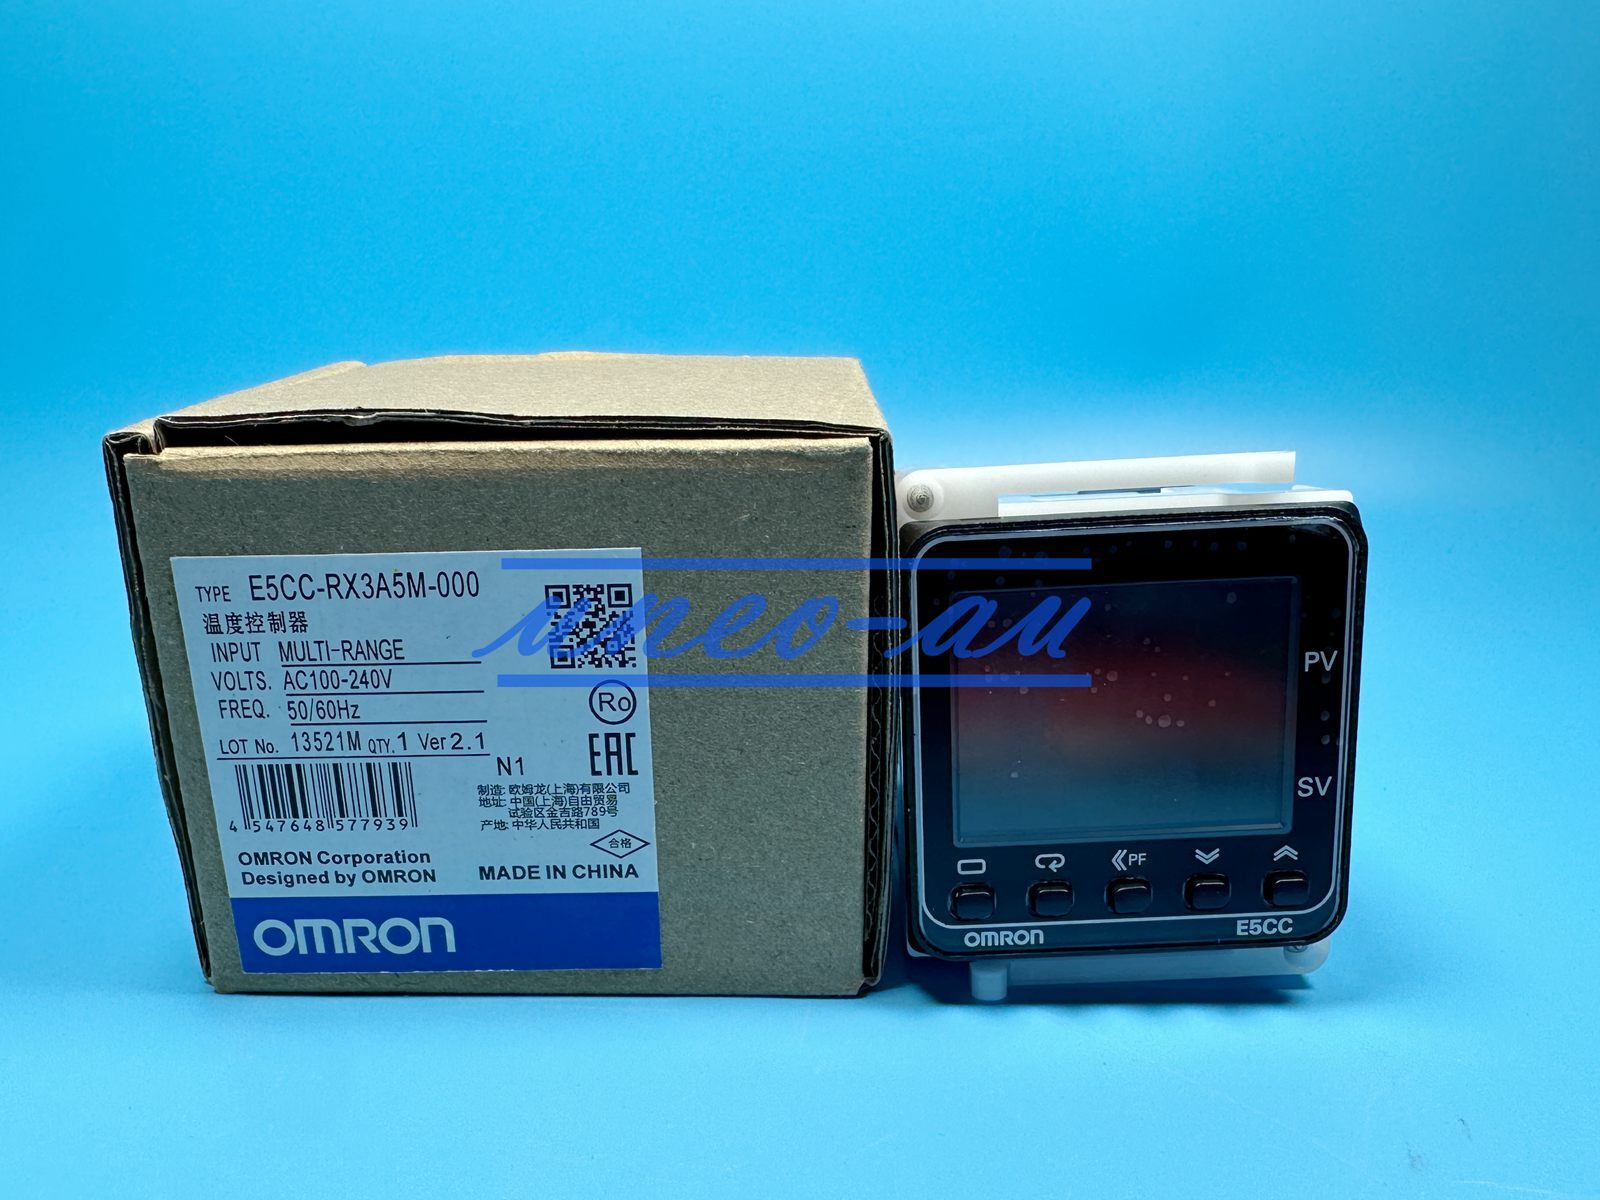 TYPE E5CC-RX3A5M-000
温度控制器
INPUT MULTI-RANGE
VOLTS. AC100-240V
FREQ. 50/60Hz
LOT No. 13521M QTY. 1 Ver 2.1
N1
Ro
EAC
4 547648 577939
制造: 欧姆龙(上海)有限公司
地址: 中国(上海)自由贸易
试验区金吉路789号
产地: 中华人民共和国
合格
OMRON Corporation
Designed by OMRON
MADE IN CHINA
OMRON
umeo-au
PV
SV
PF
OMRON
E5CC